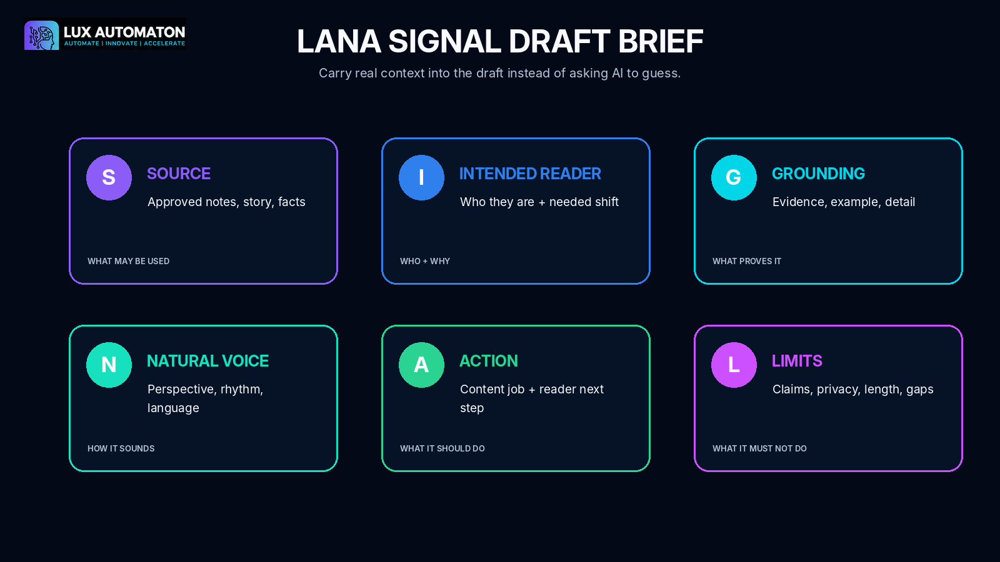 LUX AUTOMATON
AUTOMATE | INNOVATE | ACCELERATE
LANA SIGNAL DRAFT BRIEF
Carry real context into the draft instead of asking AI to guess.
S
SOURCE
Approved notes, story, facts
WHAT MAY BE USED
I
INTENDED READER
Who they are + needed shift
WHO + WHY
G
GROUNDING
Evidence, example, detail
WHAT PROVES IT
N
NATURAL VOICE
Perspective, rhythm,
language
HOW IT SOUNDS
A
ACTION
Content job + reader next
step
WHAT IT SHOULD DO
L
LIMITS
Claims, privacy, length, gaps
WHAT IT MUST NOT DO